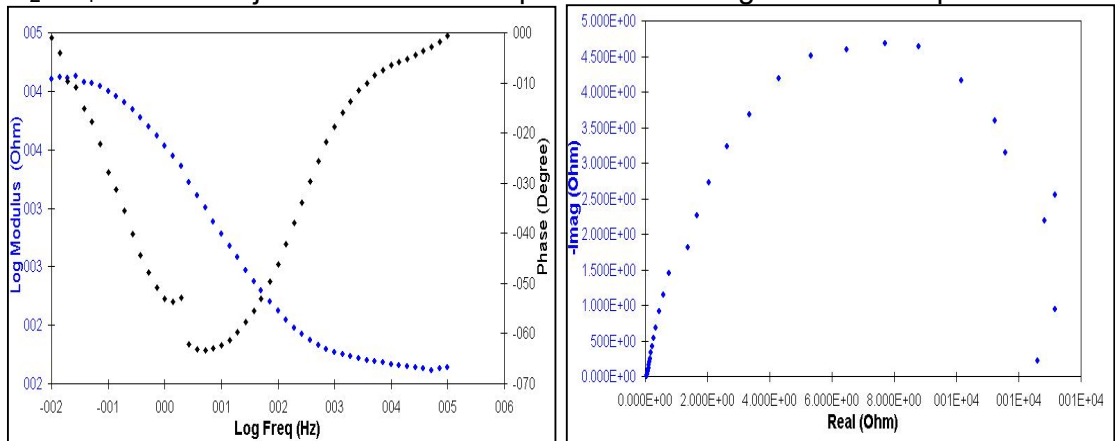 005
004
004
003
003
002
002
Log Modulus (Ohm)
-002
-001
000
001
002
003
004
005
006
Log Freq (Hz)
000
-010
-020
-030
-040
-050
-060
-070
Phase (Degree)
5.000E+00
4.500E+00
4.000E+00
3.500E+00
3.000E+00
2.500E+00
2.000E+00
1.500E+00
1.000E+00
500.000E+00
0.000E+00
-Imag (Ohm)
0.000E+00
2.000E+00
4.000E+00
6.000E+00
8.000E+00
001E+04
001E+04
001E+04
Real (Ohm)